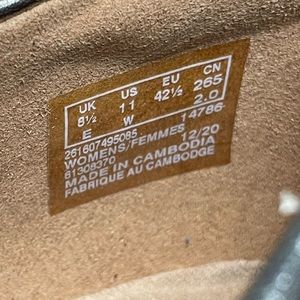 UK US EU CN
8½ 11 42½ 265
E W 2.0
261607495085 14786
WOMENS/FEMMES
61308370 12/20
MADE IN CAMBODIA
FABRIQUE AU CAMBODGE